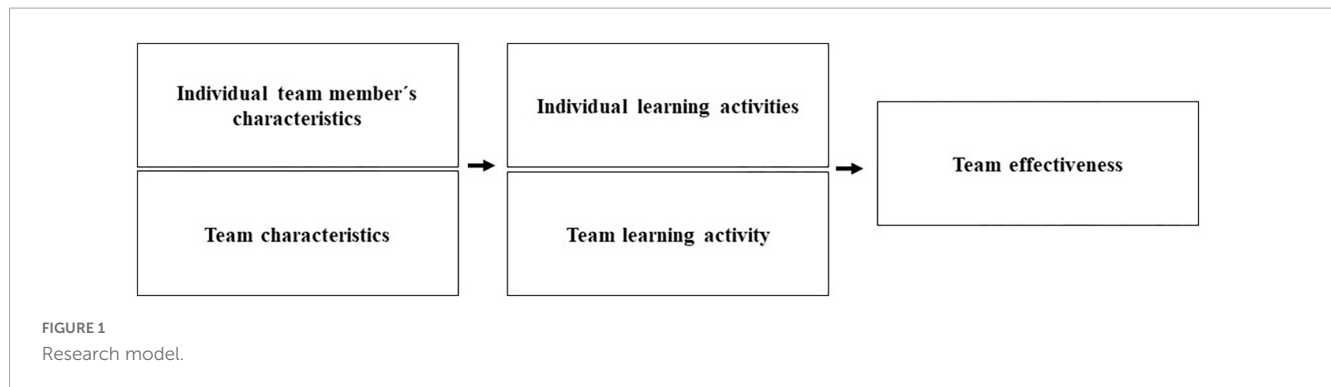 Individual team member´s
characteristics
Team characteristics
Individual learning activities
Team learning activity
Team effectiveness
FIGURE 1
Research model.